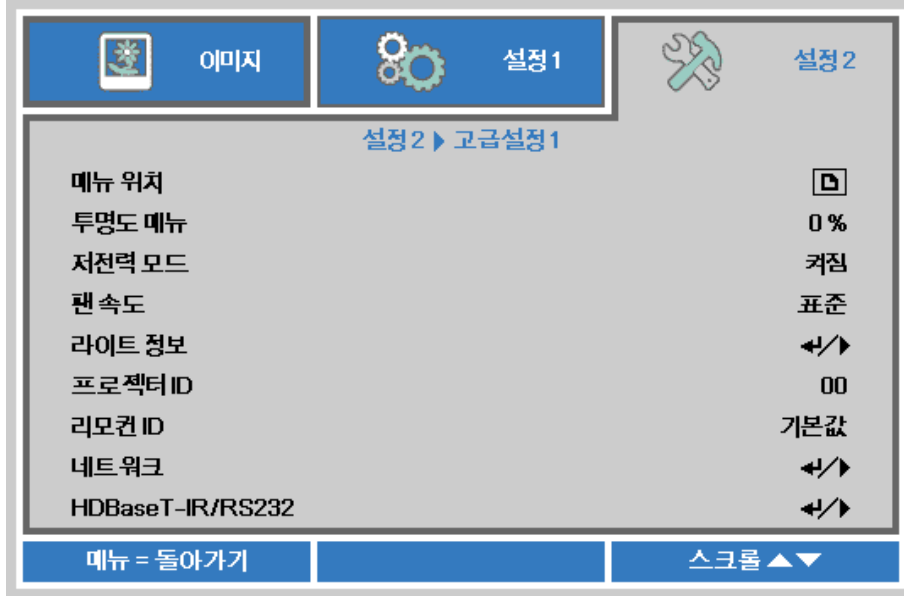 이미지
설정 1
설정 2
설정 2 ▶ 고급설정 1
메뉴 위치
투명도 메뉴 0 %
저전력 모드 켜짐
팬 속도 표준
라이트 정보 ↵/▶
프로젝터 ID 00
리모컨 ID 기본값
네트워크 ↵/▶
HDBaseT-IR/RS232 ↵/▶
메뉴 = 돌아가기
스크롤 ▲▼